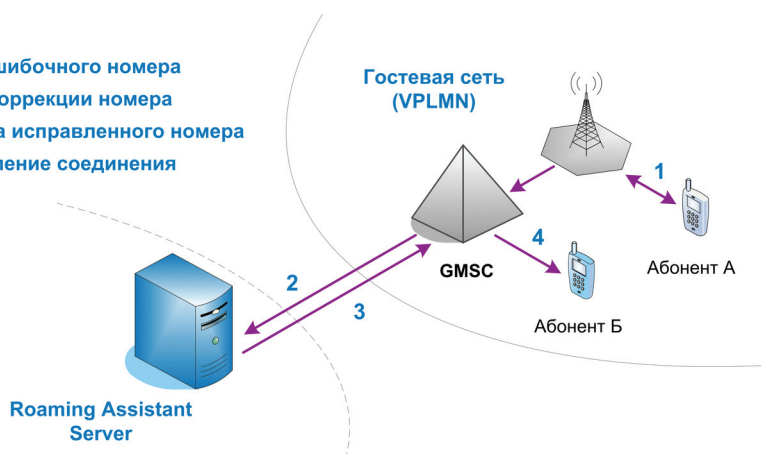 шибочного номера
оррекции номера
а исправленного номера
ление соединения
Гостевая сеть
(VPLMN)
1
4
GMSC
Абонент А
2
3
Абонент Б
Roaming Assistant
Server